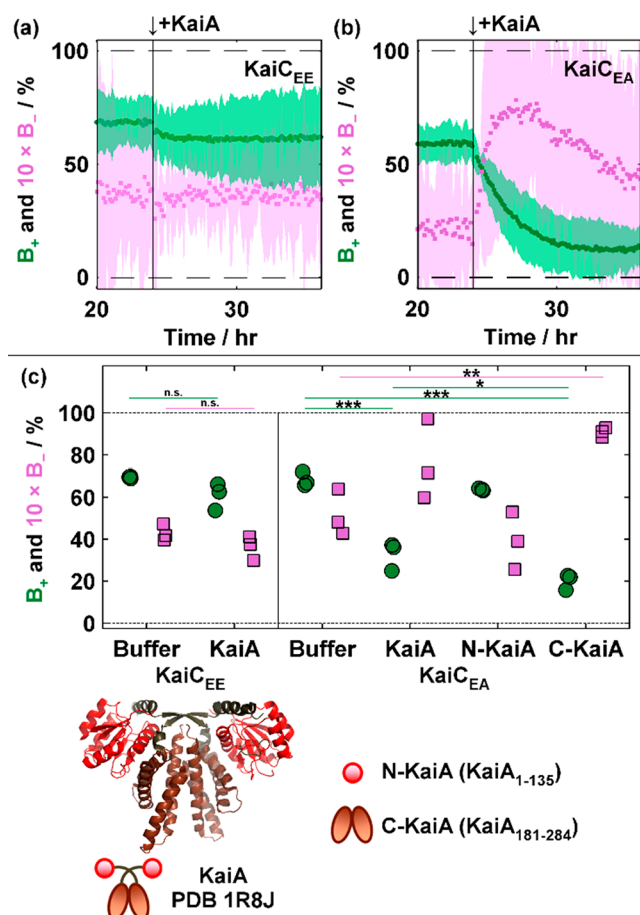 (a)
↓+KaiA
KaiC_EE
B₊ and 10 × B₋ / %
100
50
0
20
30
Time / hr
(b)
↓+KaiA
KaiC_EA
B₊ and 10 × B₋ / %
100
50
0
20
30
Time / hr
(c)
B₊ and 10 × B₋ / %
100
80
60
40
20
0
n.s.
n.s.
**
*
***
***
Buffer KaiA Buffer KaiA N-KaiA C-KaiA
KaiC_EE KaiC_EA
N-KaiA (KaiA₁₋₁₃₅)
C-KaiA (KaiA₁₈₁₋₂₈₄)
KaiA
PDB 1R8J